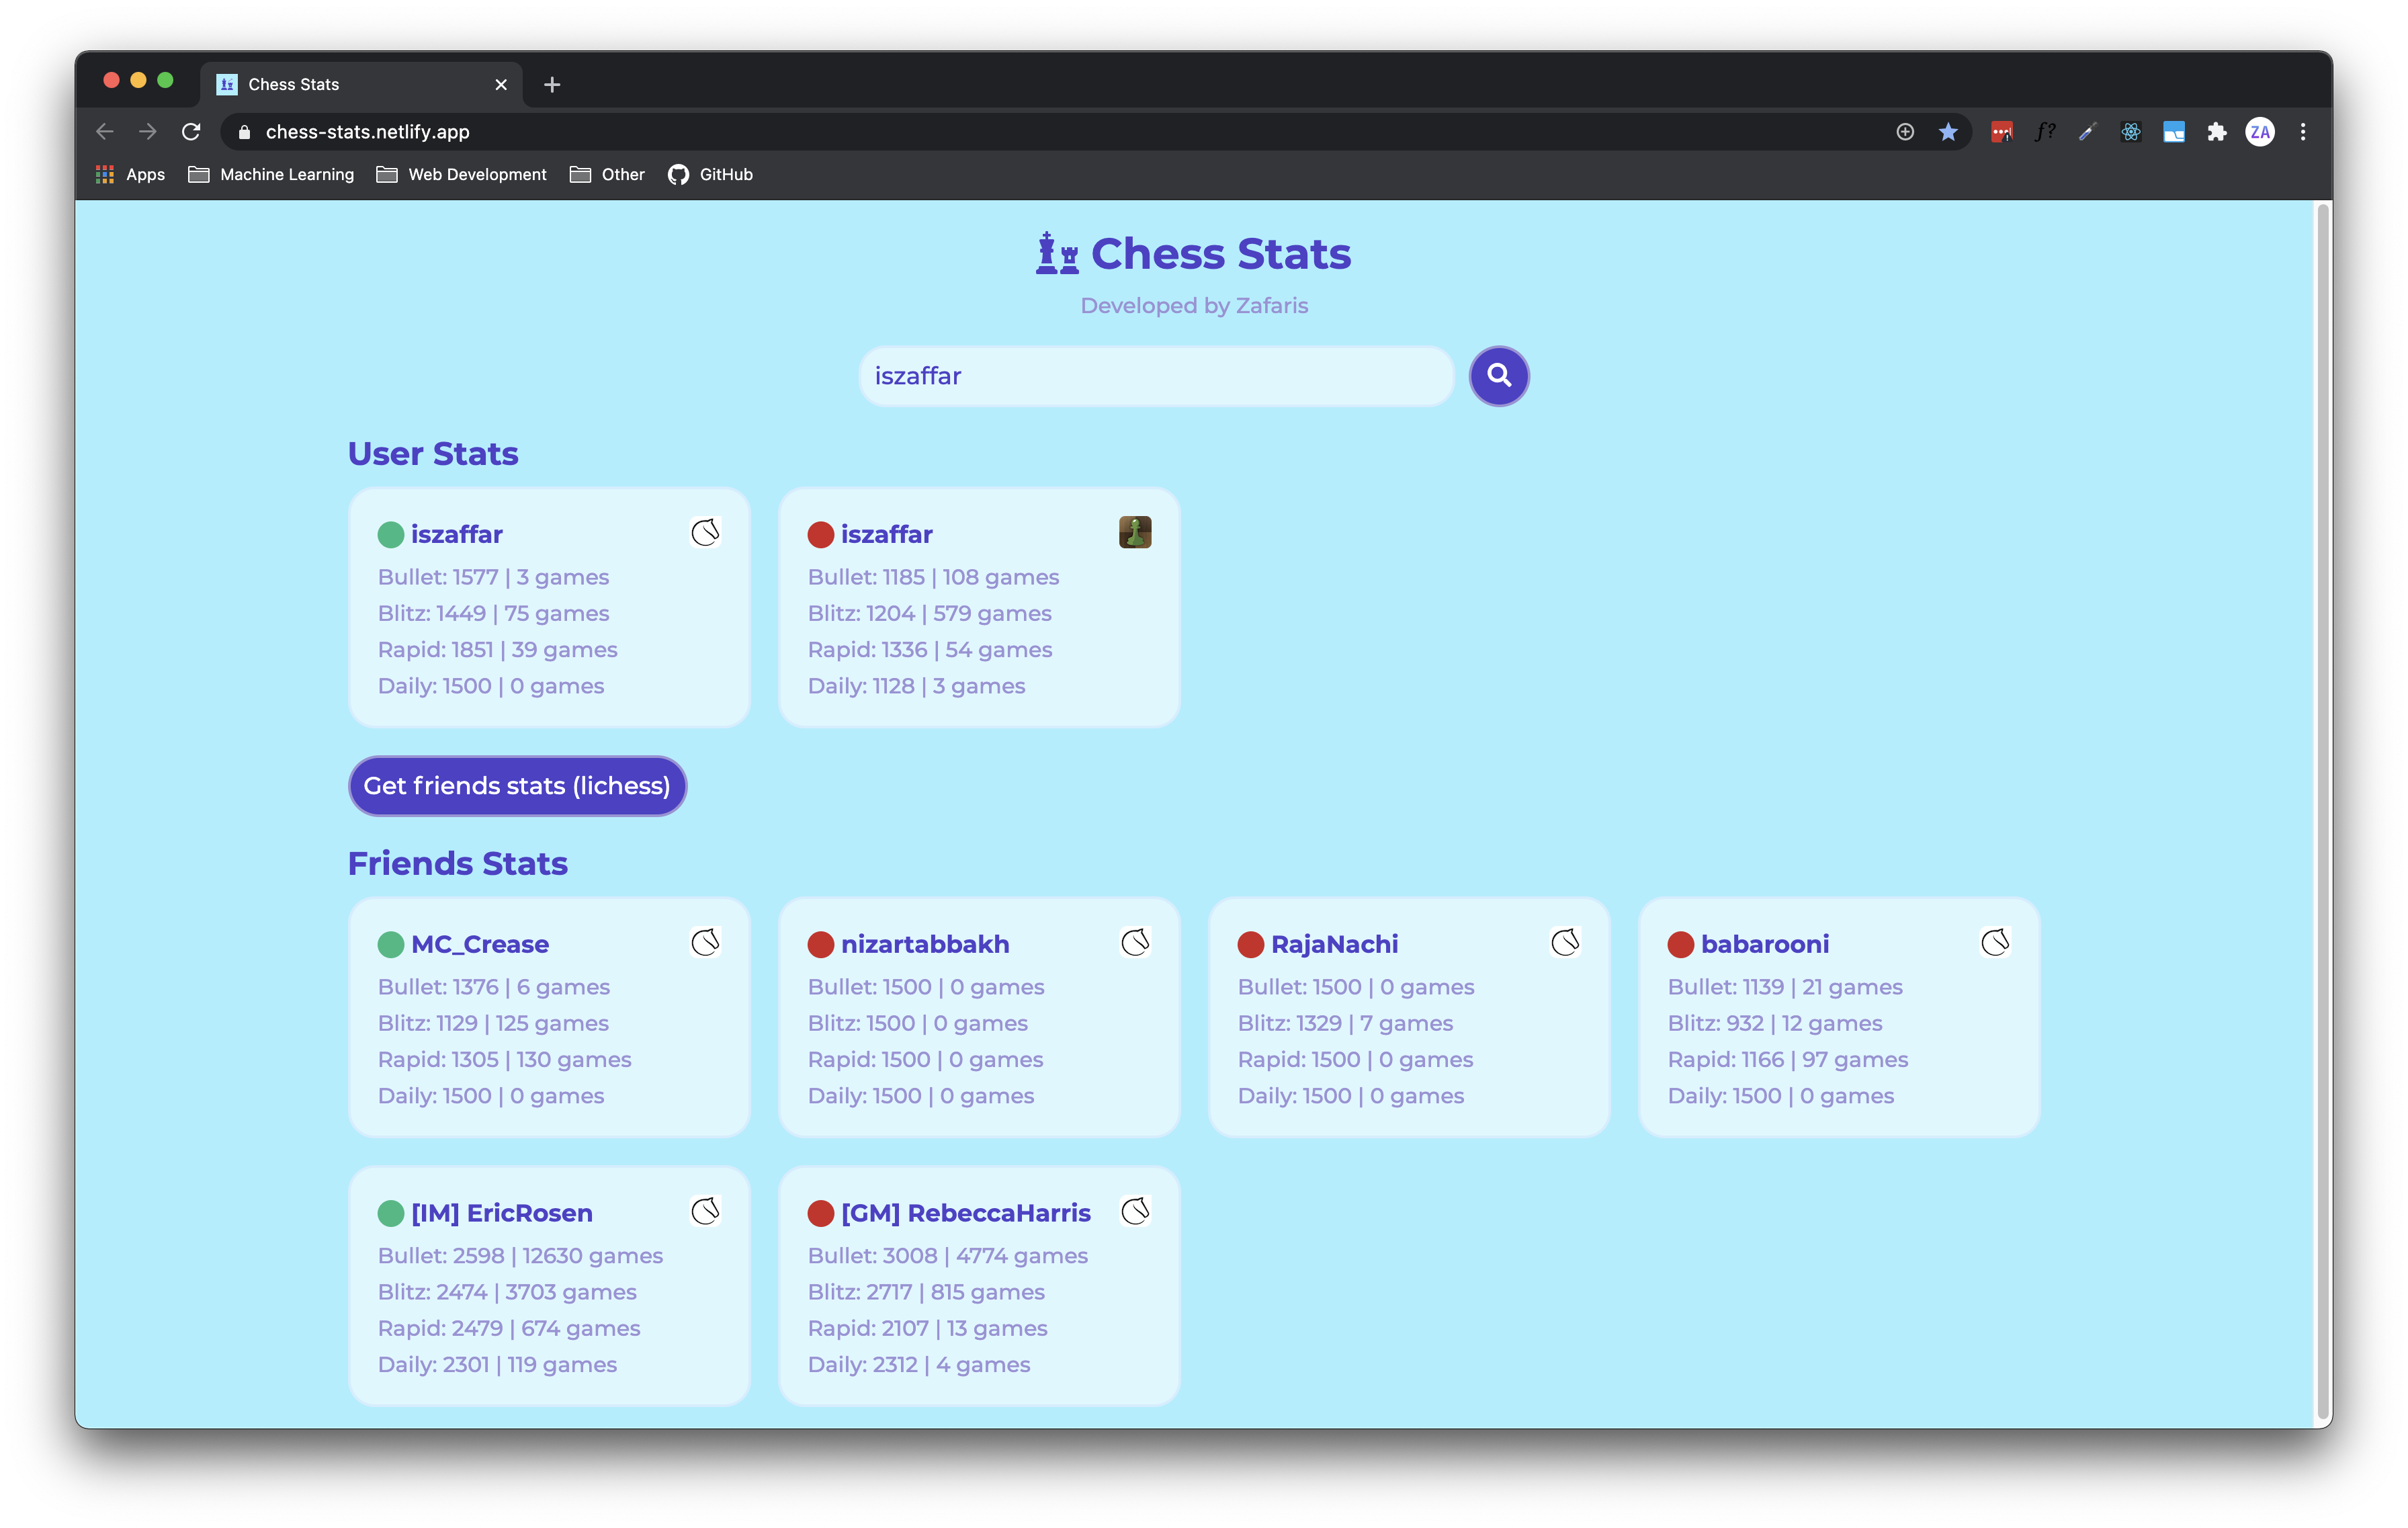 Chess Stats
chess-stats.netlify.app
f?
ZA
Apps
Machine Learning
Web Development
Other
GitHub
Chess Stats
Developed by Zafaris
iszaffar
User Stats
iszaffar
Bullet: 1577 | 3 games
Blitz: 1449 | 75 games
Rapid: 1851 | 39 games
Daily: 1500 | 0 games
iszaffar
Bullet: 1185 | 108 games
Blitz: 1204 | 579 games
Rapid: 1336 | 54 games
Daily: 1128 | 3 games
Get friends stats (lichess)
Friends Stats
MC_Crease
Bullet: 1376 | 6 games
Blitz: 1129 | 125 games
Rapid: 1305 | 130 games
Daily: 1500 | 0 games
nizartabbakh
Bullet: 1500 | 0 games
Blitz: 1500 | 0 games
Rapid: 1500 | 0 games
Daily: 1500 | 0 games
RajaNachi
Bullet: 1500 | 0 games
Blitz: 1329 | 7 games
Rapid: 1500 | 0 games
Daily: 1500 | 0 games
babarooni
Bullet: 1139 | 21 games
Blitz: 932 | 12 games
Rapid: 1166 | 97 games
Daily: 1500 | 0 games
[IM] EricRosen
Bullet: 2598 | 12630 games
Blitz: 2474 | 3703 games
Rapid: 2479 | 674 games
Daily: 2301 | 119 games
[GM] RebeccaHarris
Bullet: 3008 | 4774 games
Blitz: 2717 | 815 games
Rapid: 2107 | 13 games
Daily: 2312 | 4 games